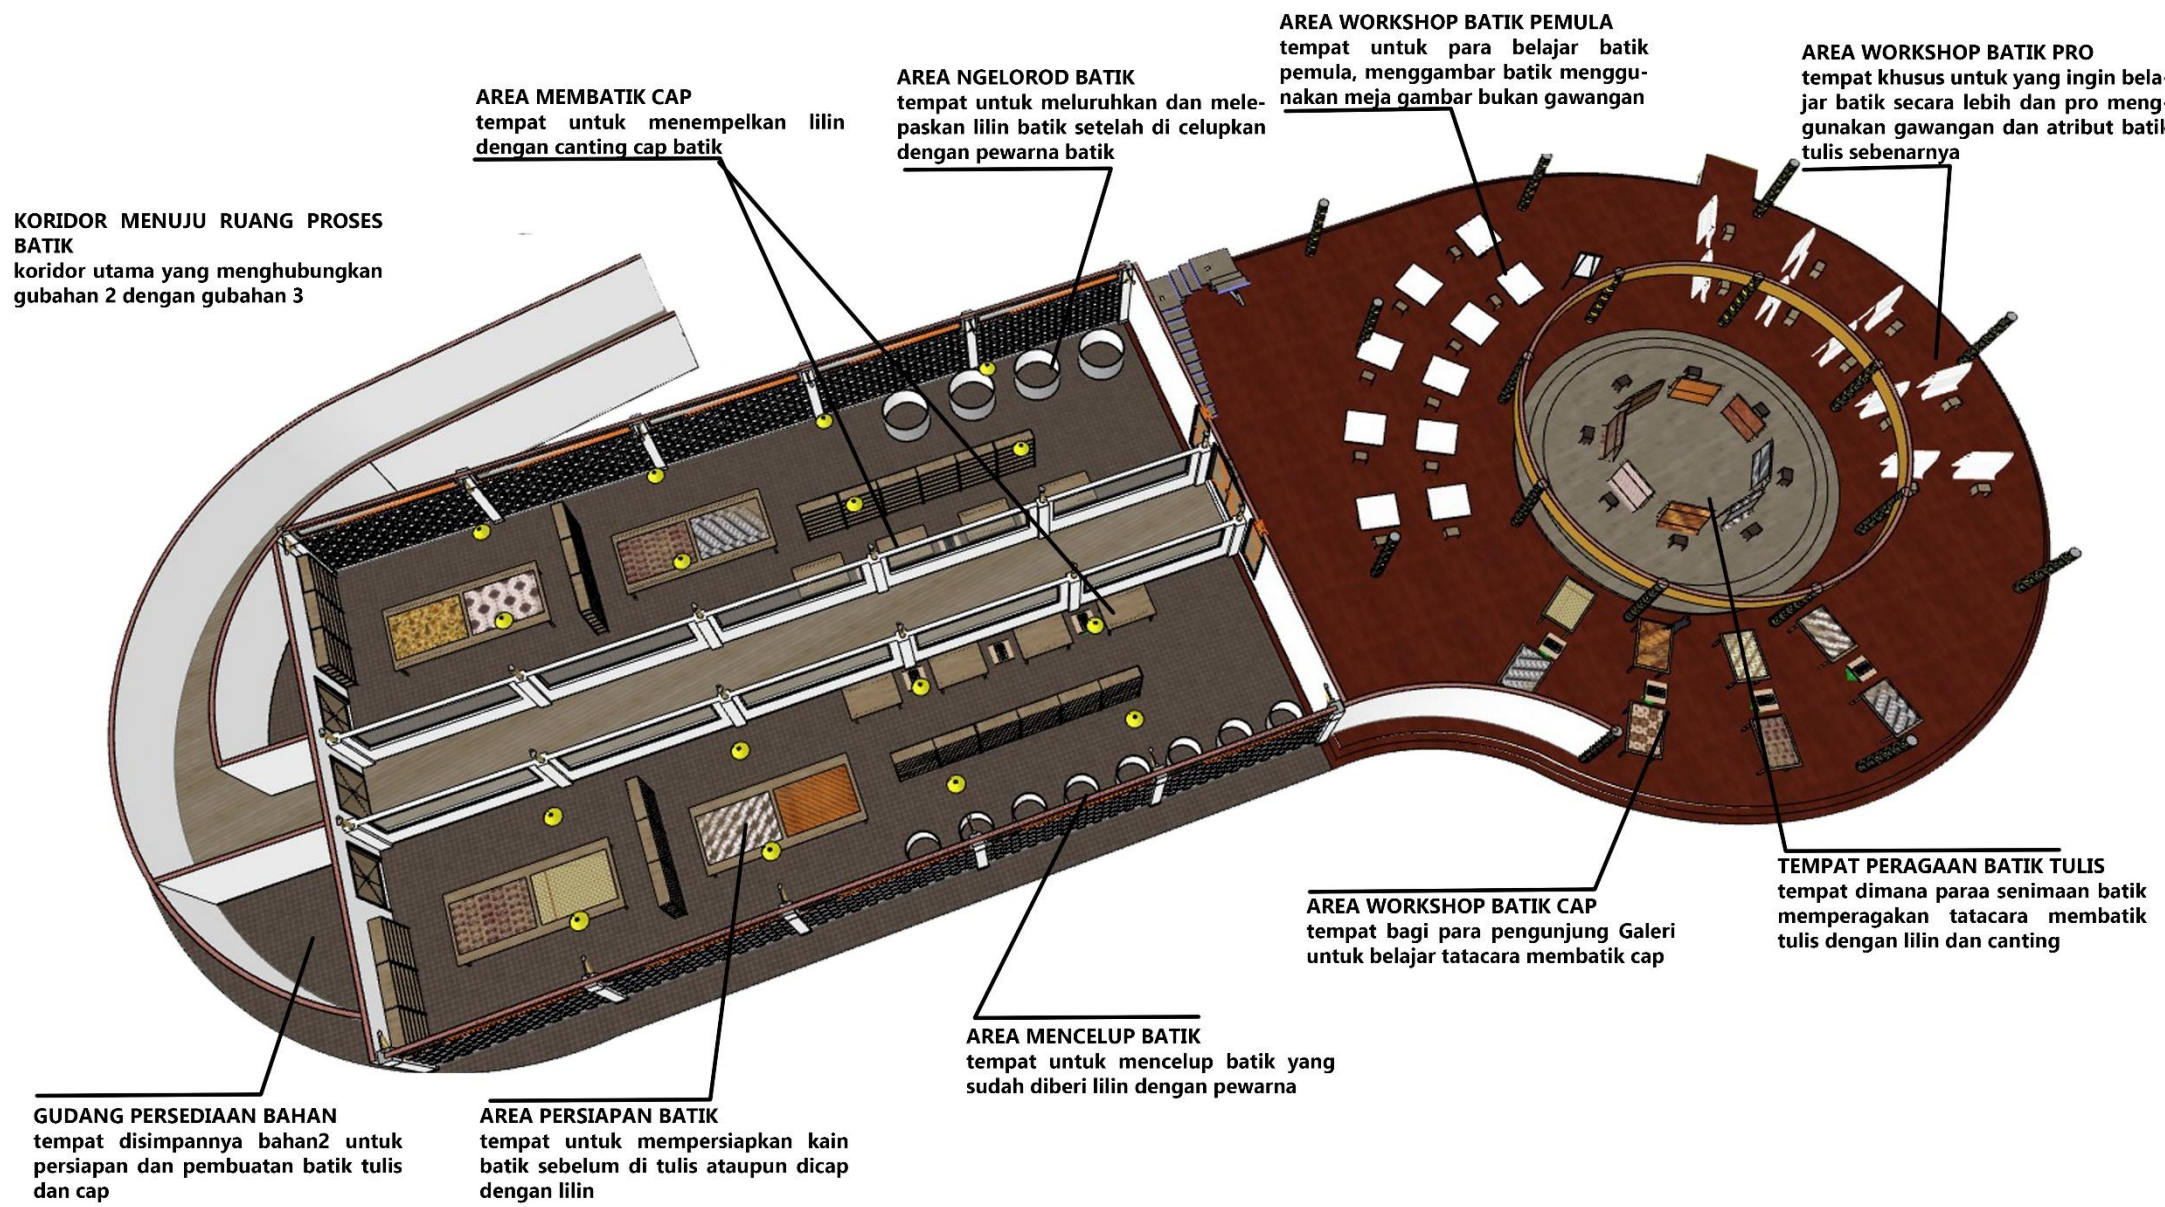 AREA WORKSHOP BATIK PEMULA
tempat untuk para belajar batik
pemula, menggambar batik menggu-
nakan meja gambar bukan gawangan
AREA WORKSHOP BATIK PRO
tempat khusus untuk yang ingin bela-
jar batik secara lebih dan pro meng-
gunakan gawangan dan atribut batik
tulis sebenarnya
AREA NGELOROD BATIK
tempat untuk meluruhkan dan mele-
paskan lilin batik setelah di celupkan
dengan pewarna batik
AREA MEMBATIK CAP
tempat untuk menempelkan lilin
dengan canting cap batik
KORIDOR MENUJU RUANG PROSES
BATIK
koridor utama yang menghubungkan
gubahan 2 dengan gubahan 3
TEMPAT PERAGAAN BATIK TULIS
tempat dimana paraa senimaan batik
memperagakan tatacara membatik
tulis dengan lilin dan canting
AREA WORKSHOP BATIK CAP
tempat bagi para pengunjung Galeri
untuk belajar tatacara membatik cap
AREA MENCELUP BATIK
tempat untuk mencelup batik yang
sudah diberi lilin dengan pewarna
GUDANG PERSEDIAAN BAHAN
tempat disimpannya bahan2 untuk
persiapan dan pembuatan batik tulis
dan cap
AREA PERSIAPAN BATIK
tempat untuk mempersiapkan kain
batik sebelum di tulis ataupun dicap
dengan lilin